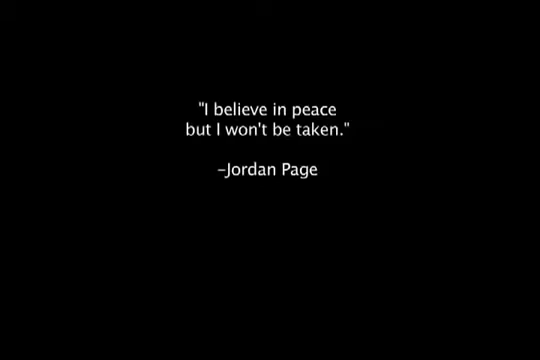 "I believe in peace
but I won't be taken."
–Jordan Page